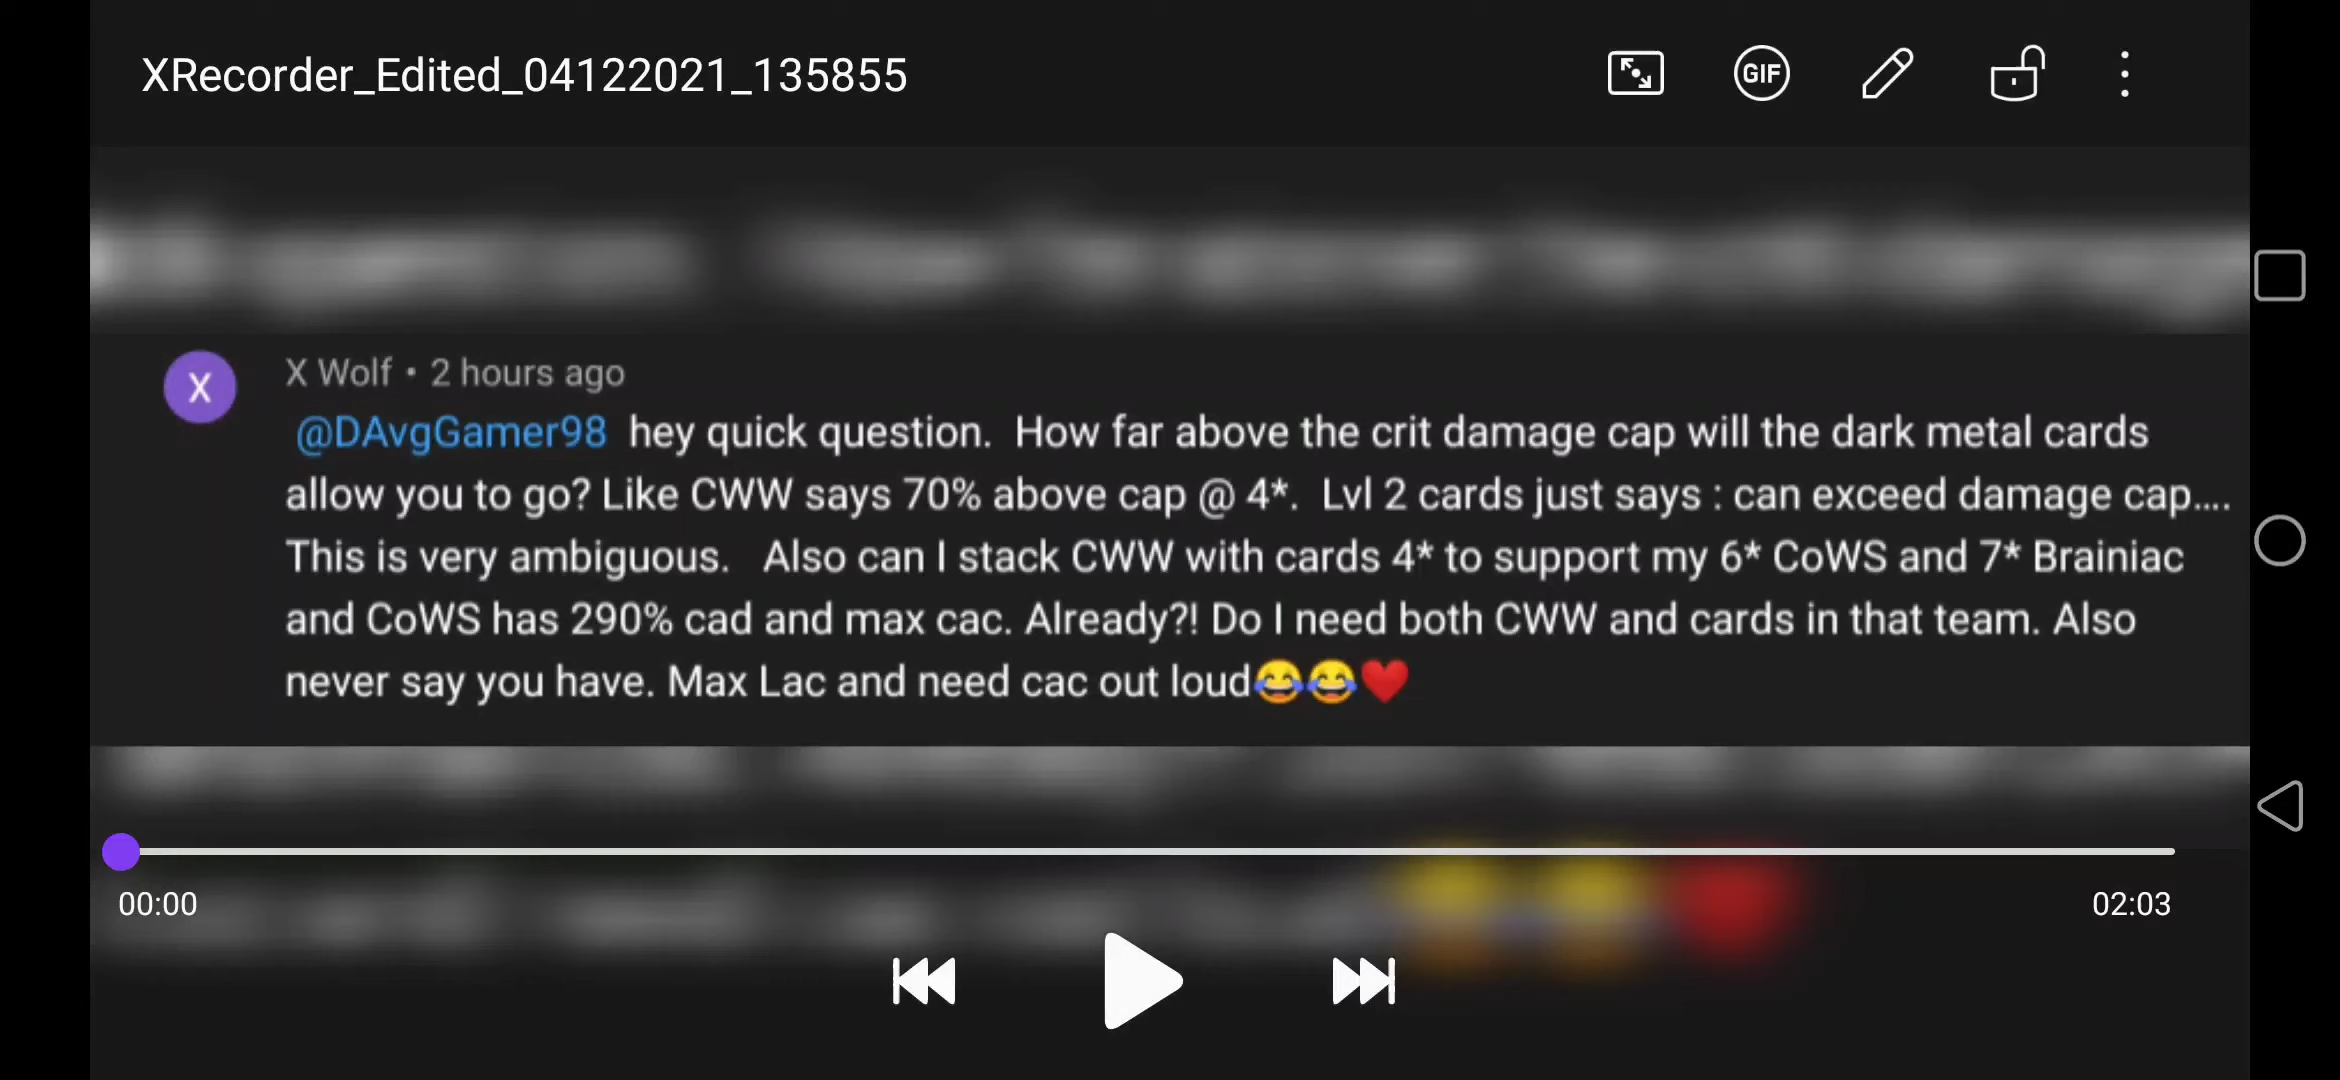 XRecorder_Edited_04122021_135855
GIF
X
X Wolf • 2 hours ago
@DAvgGamer98 hey quick question. How far above the crit damage cap will the dark metal cards
allow you to go? Like CWW says 70% above cap @ 4*. Lvl 2 cards just says : can exceed damage cap....
This is very ambiguous. Also can I stack CWW with cards 4* to support my 6* CoWS and 7* Brainiac
and CoWS has 290% cad and max cac. Already?! Do I need both CWW and cards in that team. Also
never say you have. Max Lac and need cac out loud😂😂❤️
00:00
02:03